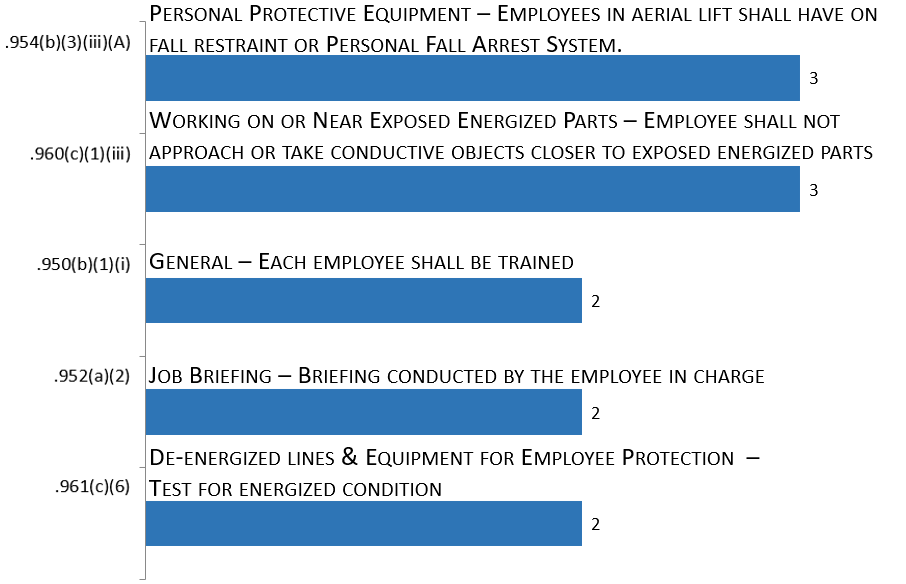 .954(b)(3)(iii)(A)
Personal Protective Equipment – Employees in aerial lift shall have on
fall restraint or Personal Fall Arrest System.
3
.960(c)(1)(iii)
Working on or Near Exposed Energized Parts – Employee shall not
approach or take conductive objects closer to exposed energized parts
3
.950(b)(1)(i)
General – Each employee shall be trained
2
.952(a)(2)
Job Briefing – Briefing conducted by the employee in charge
2
.961(c)(6)
De-energized lines & Equipment for Employee Protection –
Test for energized condition
2